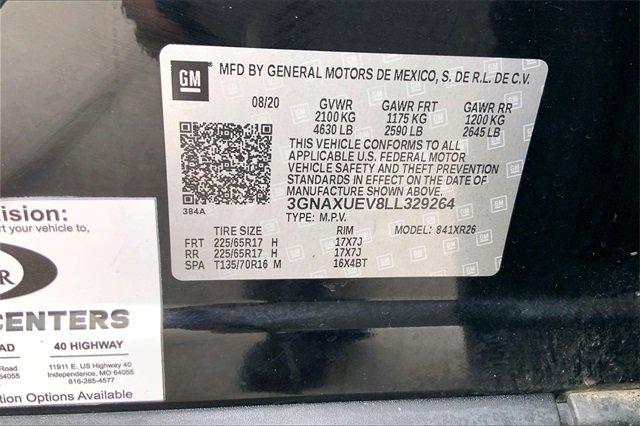 GM
MFD BY GENERAL MOTORS DE MEXICO, S. DE R.L. DE C.V.
08/20 GVWR GAWR FRT GAWR RR
2100 KG 1175 KG 1200 KG
4630 LB 2590 LB 2645 LB
THIS VEHICLE CONFORMS TO ALL
APPLICABLE U.S. FEDERAL MOTOR
VEHICLE SAFETY AND THEFT PREVENTION
STANDARDS IN EFFECT ON THE DATE OF
MANUFACTURE SHOWN ABOVE.
3GNAXUEV8LL329264
384A
TYPE: M.P.V.
TIRE SIZE RIM MODEL: 841XR26
FRT 225/65R17 H 17X7J
RR 225/65R17 H 17X7J
SPA T135/70R16 M 16X4BT
ision:
rt your vehicle to,
R
CENTERS
AD 40 HIGHWAY
Road 11911 E. US Highway 40
64055 Independence, MO 64055
816-285-4577
tion Options Available